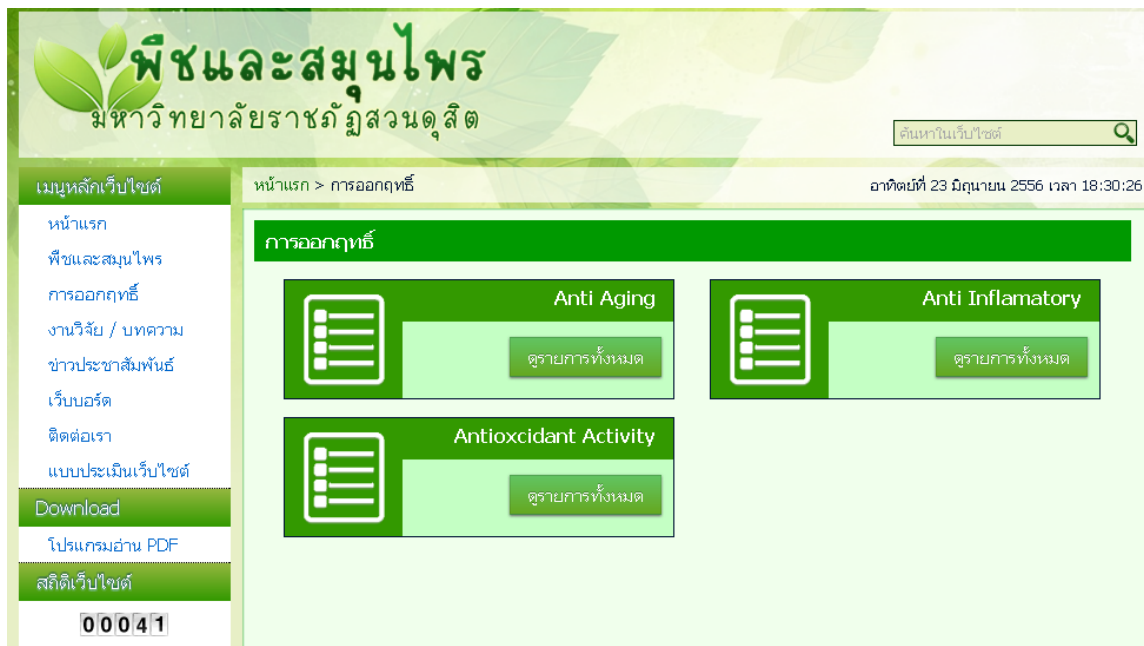 พืชและสมุนไพร
มหาวิทยาลัยราชภัฏสวนดุสิต
ค้นหาในเว็บไซต์
เมนูหลักเว็บไซต์
หน้าแรก
พืชและสมุนไพร
การออกฤทธิ์
งานวิจัย / บทความ
ข่าวประชาสัมพันธ์
เว็บบอร์ด
ติดต่อเรา
แบบประเมินเว็บไซต์
Download
โปรแกรมอ่าน PDF
สถิติเว็บไซต์
00041
หน้าแรก > การออกฤทธิ์
อาทิตย์ที่ 23 มิถุนายน 2556 เวลา 18:30:26
การออกฤทธิ์
Anti Aging
ดูรายการทั้งหมด
Anti Inflamatory
ดูรายการทั้งหมด
Antioxcidant Activity
ดูรายการทั้งหมด